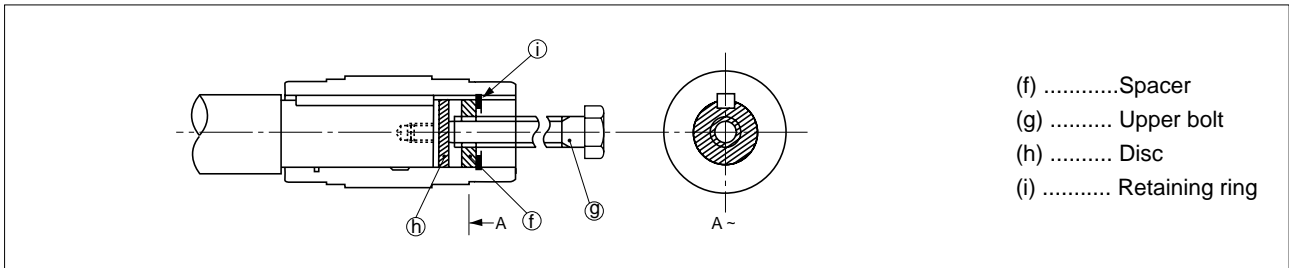 i
(f) ............Spacer
(g) .......... Upper bolt
(h) .......... Disc
(i) ........... Retaining ring
h
A
f
g
A ~